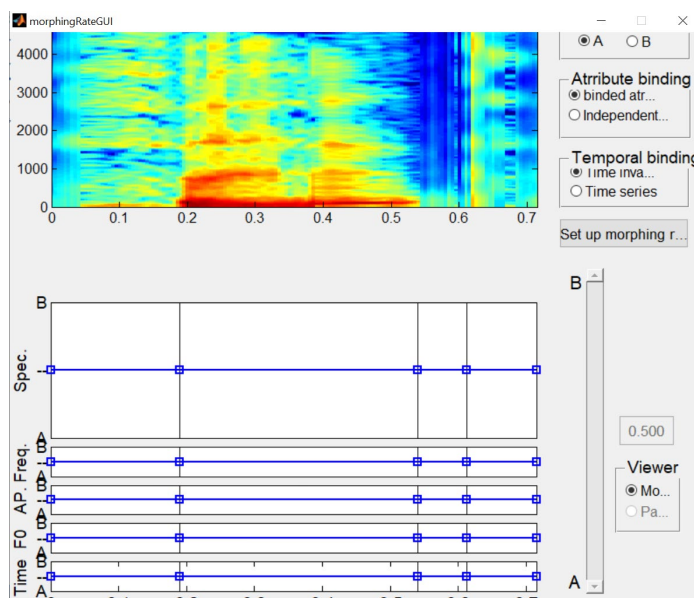 morphingRateGUI
4000
3000
2000
1000
0
0 0.1 0.2 0.3 0.4 0.5 0.6 0.7
A B
Atrribute binding
binded atr...
Independent...
Temporal binding
Time inva...
Time series
Set up morphing r...
B
A
0.500
Viewer
Mo...
Pa...
B
--
A
Spec.
B
--
A
Freq.
B
--
A
AP.
B
--
A
F0
B
--
A
Time